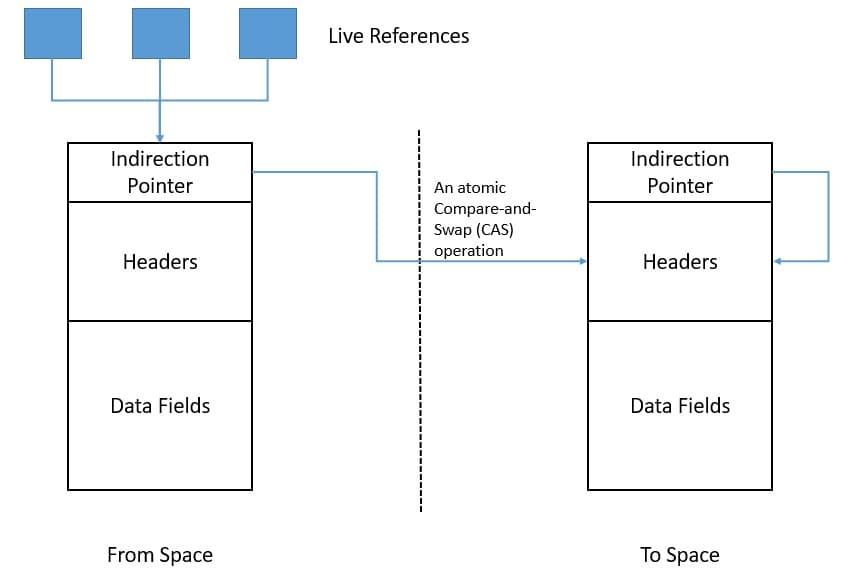 Live References
Indirection
Pointer
Headers
Data Fields
From Space
An atomic
Compare-and-
Swap (CAS)
operation
Indirection
Pointer
Headers
Data Fields
To Space